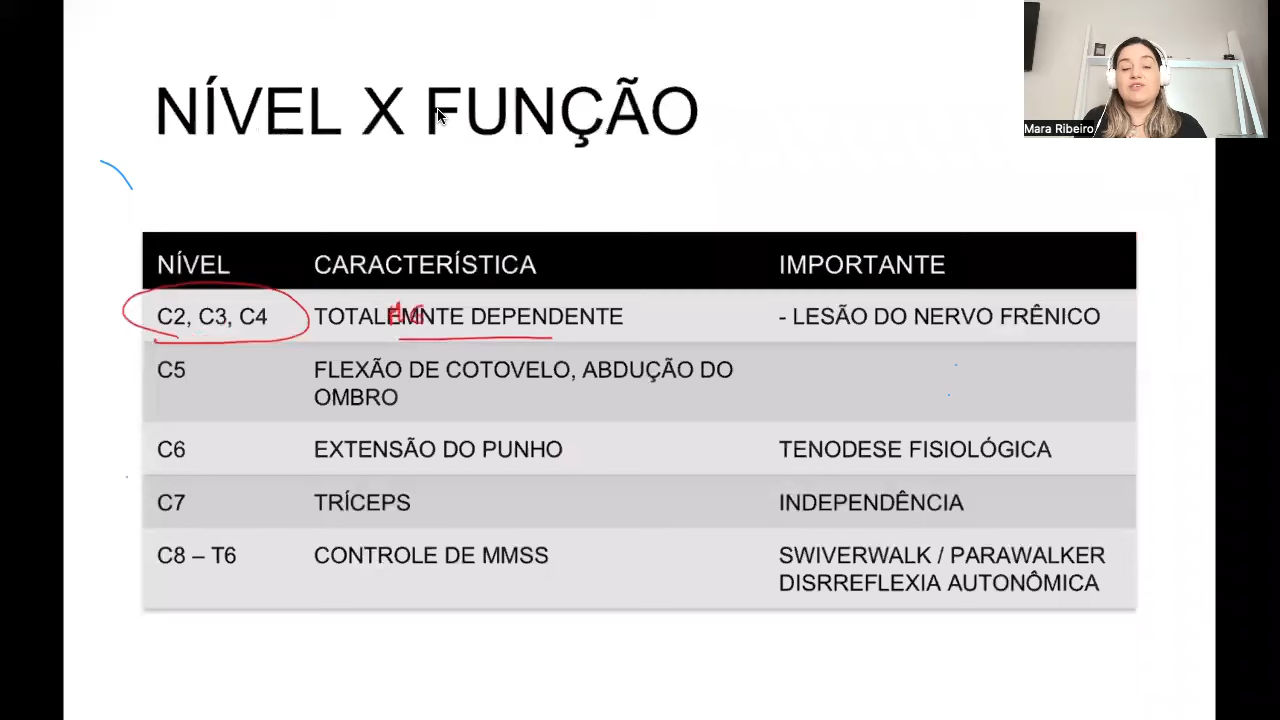 NÍVEL X FUNÇÃO
Mara Ribeiro
NÍVEL CARACTERÍSTICA IMPORTANTE
C2, C3, C4 TOTALEMNTE DEPENDENTE - LESÃO DO NERVO FRÊNICO
C5 FLEXÃO DE COTOVELO, ABDUÇÃO DO
OMBRO
C6 EXTENSÃO DO PUNHO TENODESE FISIOLÓGICA
C7 TRÍCEPS INDEPENDÊNCIA
C8 – T6 CONTROLE DE MMSS SWIVERWALK / PARAWALKER
DISRREFLEXIA AUTONÔMICA